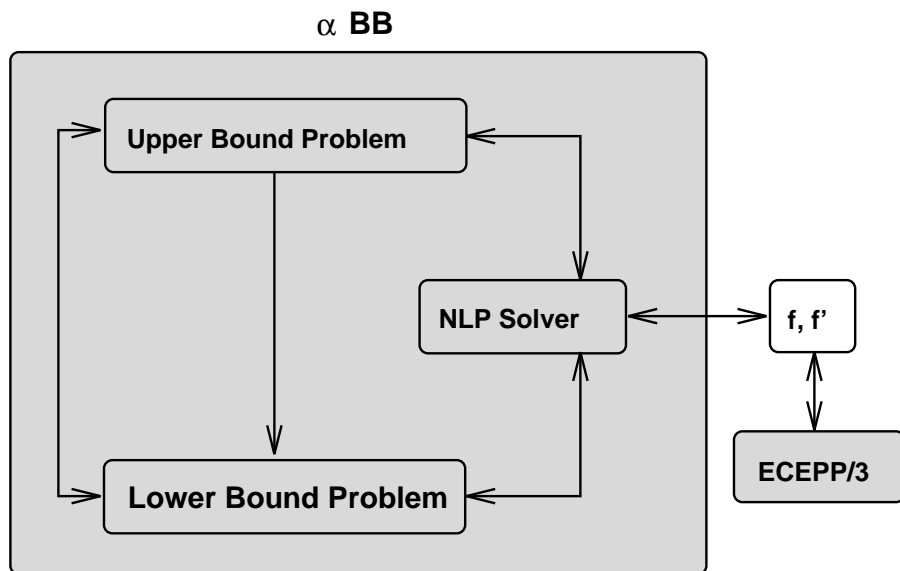 α BB
Upper Bound Problem
NLP Solver
f, f’
Lower Bound Problem
ECEPP/3